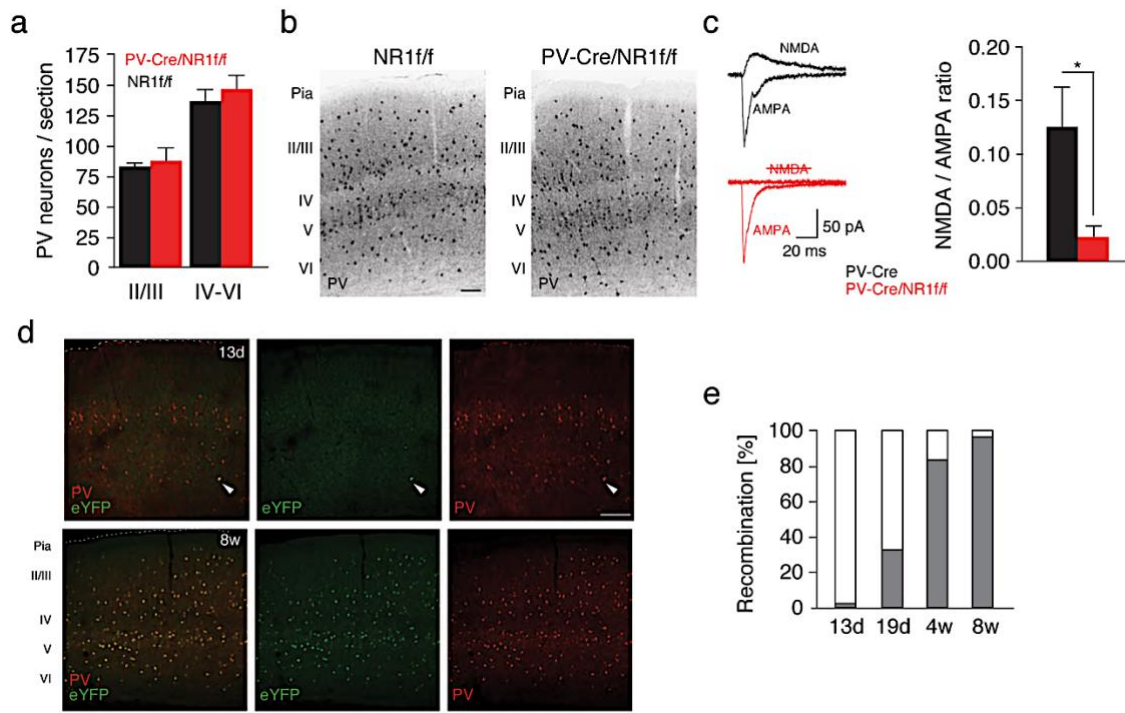 a
PV neurons / section
175
150
125
100
75
50
25
0
PV-Cre/NR1f/f
NR1f/f
II/III IV-VI
b
NR1f/f PV-Cre/NR1f/f
Pia
II/III
IV
V
VI
PV
Pia
II/III
IV
V
VI
PV
c
NMDA
AMPA
NMDA
AMPA
50 pA
20 ms
PV-Cre
PV-Cre/NR1f/f
NMDA / AMPA ratio
0.20
0.15
0.10
0.05
0.00
*
d
13d
PV
eYFP
eYFP
PV
8w
Pia
II/III
IV
V
VI
PV
eYFP
eYFP
PV
e
Recombination [%]
100
80
60
40
20
0
13d 19d 4w 8w